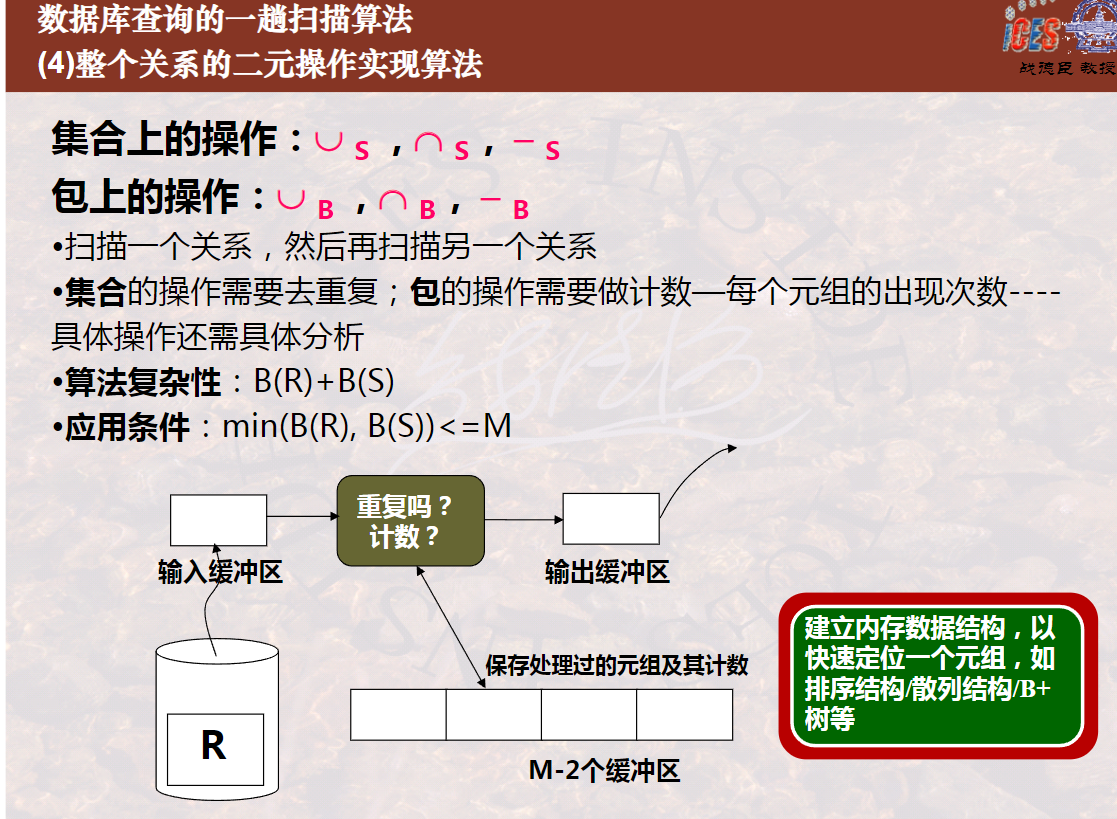 数据库查询的一趟扫描算法
(4)整个关系的二元操作实现算法
iCES
战德臣 教授
集合上的操作：∪ S ，∩ S ，− S
包上的操作：∪ B ，∩ B ，− B
•扫描一个关系，然后再扫描另一个关系
•集合的操作需要去重复；包的操作需要做计数—每个元组的出现次数----
具体操作还需具体分析
•算法复杂性：B(R)+B(S)
•应用条件：min(B(R), B(S))<=M
重复吗？
计数？
输入缓冲区
输出缓冲区
建立内存数据结构，以
快速定位一个元组，如
排序结构/散列结构/B+
树等
保存处理过的元组及其计数
R
M-2个缓冲区